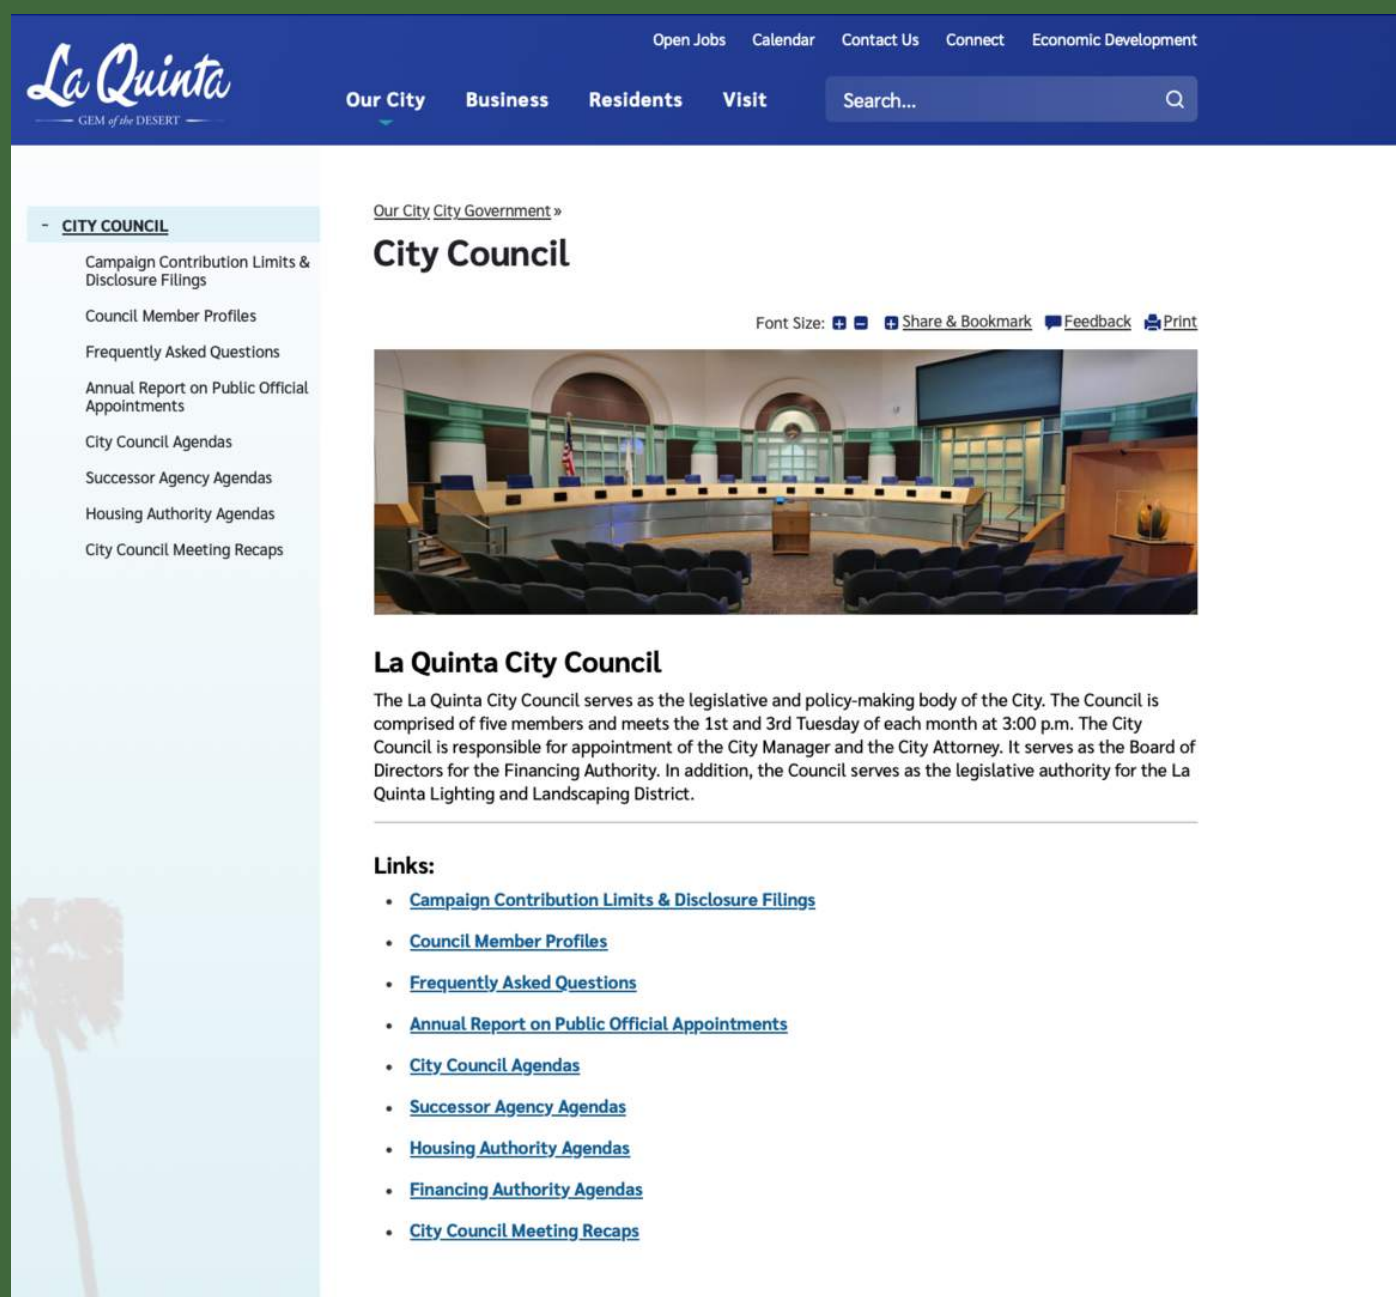 Open Jobs Calendar Contact Us Connect Economic Development
La Quinta
GEM of the DESERT
Our City Business Residents Visit Search...
- CITY COUNCIL
Campaign Contribution Limits &
Disclosure Filings
Council Member Profiles
Frequently Asked Questions
Annual Report on Public Official
Appointments
City Council Agendas
Successor Agency Agendas
Housing Authority Agendas
City Council Meeting Recaps
Our City City Government »
City Council
Font Size: + - + Share & Bookmark Feedback Print
La Quinta City Council
The La Quinta City Council serves as the legislative and policy-making body of the City. The Council is
comprised of five members and meets the 1st and 3rd Tuesday of each month at 3:00 p.m. The City
Council is responsible for appointment of the City Manager and the City Attorney. It serves as the Board of
Directors for the Financing Authority. In addition, the Council serves as the legislative authority for the La
Quinta Lighting and Landscaping District.
Links:
• Campaign Contribution Limits & Disclosure Filings
• Council Member Profiles
• Frequently Asked Questions
• Annual Report on Public Official Appointments
• City Council Agendas
• Successor Agency Agendas
• Housing Authority Agendas
• Financing Authority Agendas
• City Council Meeting Recaps